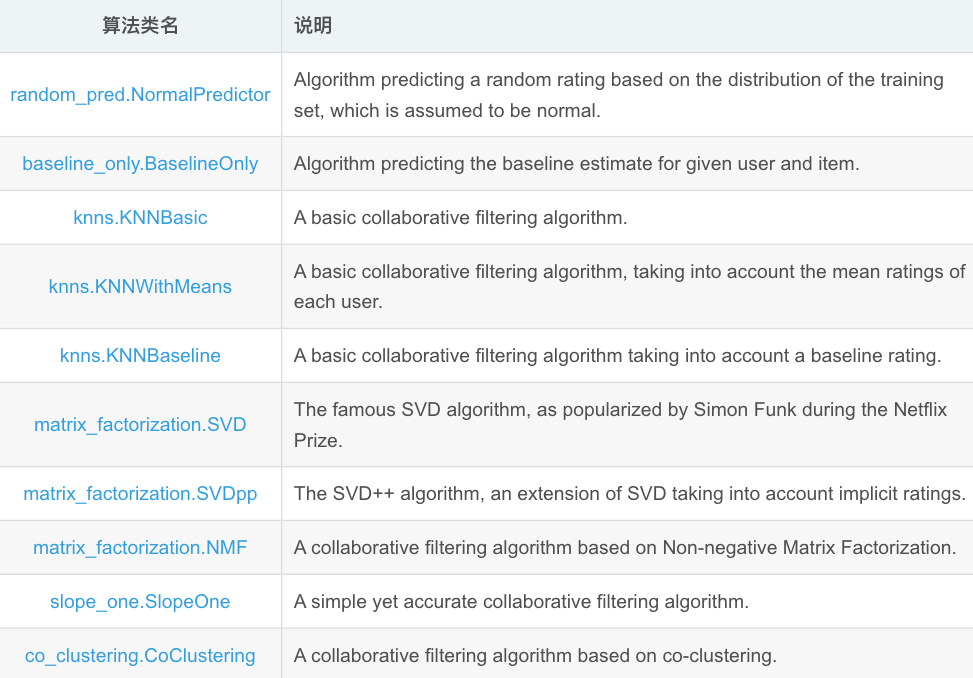 算法类名 说明
random_pred.NormalPredictor Algorithm predicting a random rating based on the distribution of the training
set, which is assumed to be normal.
baseline_only.BaselineOnly Algorithm predicting the baseline estimate for given user and item.
knns.KNNBasic A basic collaborative filtering algorithm.
knns.KNNWithMeans A basic collaborative filtering algorithm, taking into account the mean ratings of
each user.
knns.KNNBaseline A basic collaborative filtering algorithm taking into account a baseline rating.
matrix_factorization.SVD The famous SVD algorithm, as popularized by Simon Funk during the Netflix
Prize.
matrix_factorization.SVDpp The SVD++ algorithm, an extension of SVD taking into account implicit ratings.
matrix_factorization.NMF A collaborative filtering algorithm based on Non-negative Matrix Factorization.
slope_one.SlopeOne A simple yet accurate collaborative filtering algorithm.
co_clustering.CoClustering A collaborative filtering algorithm based on co-clustering.